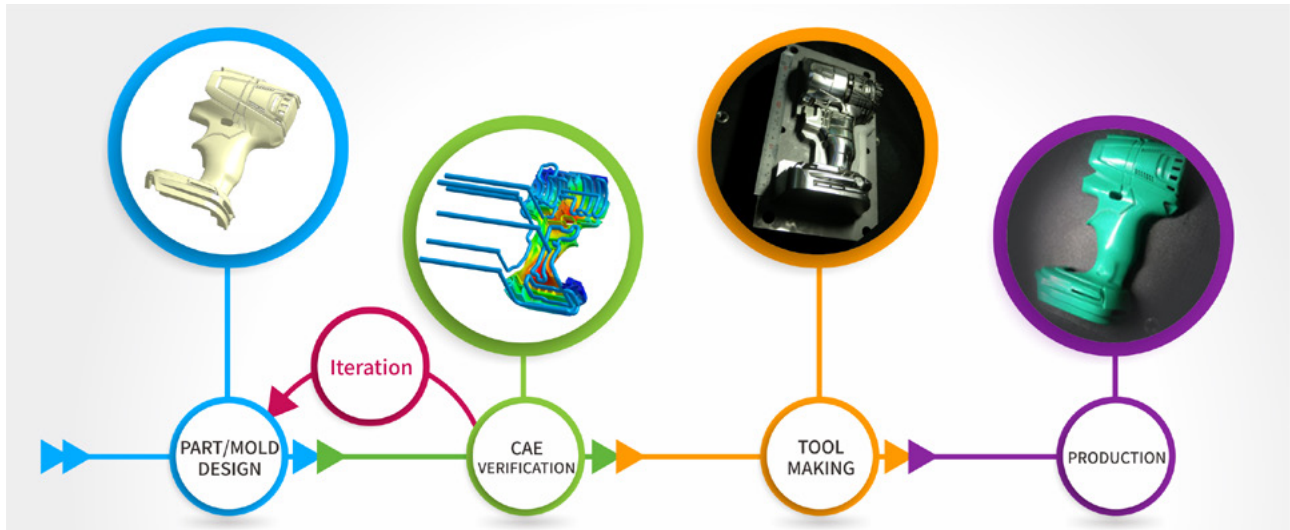 Iteration
PART/MOLD
DESIGN
CAE
VERIFICATION
TOOL
MAKING
PRODUCTION